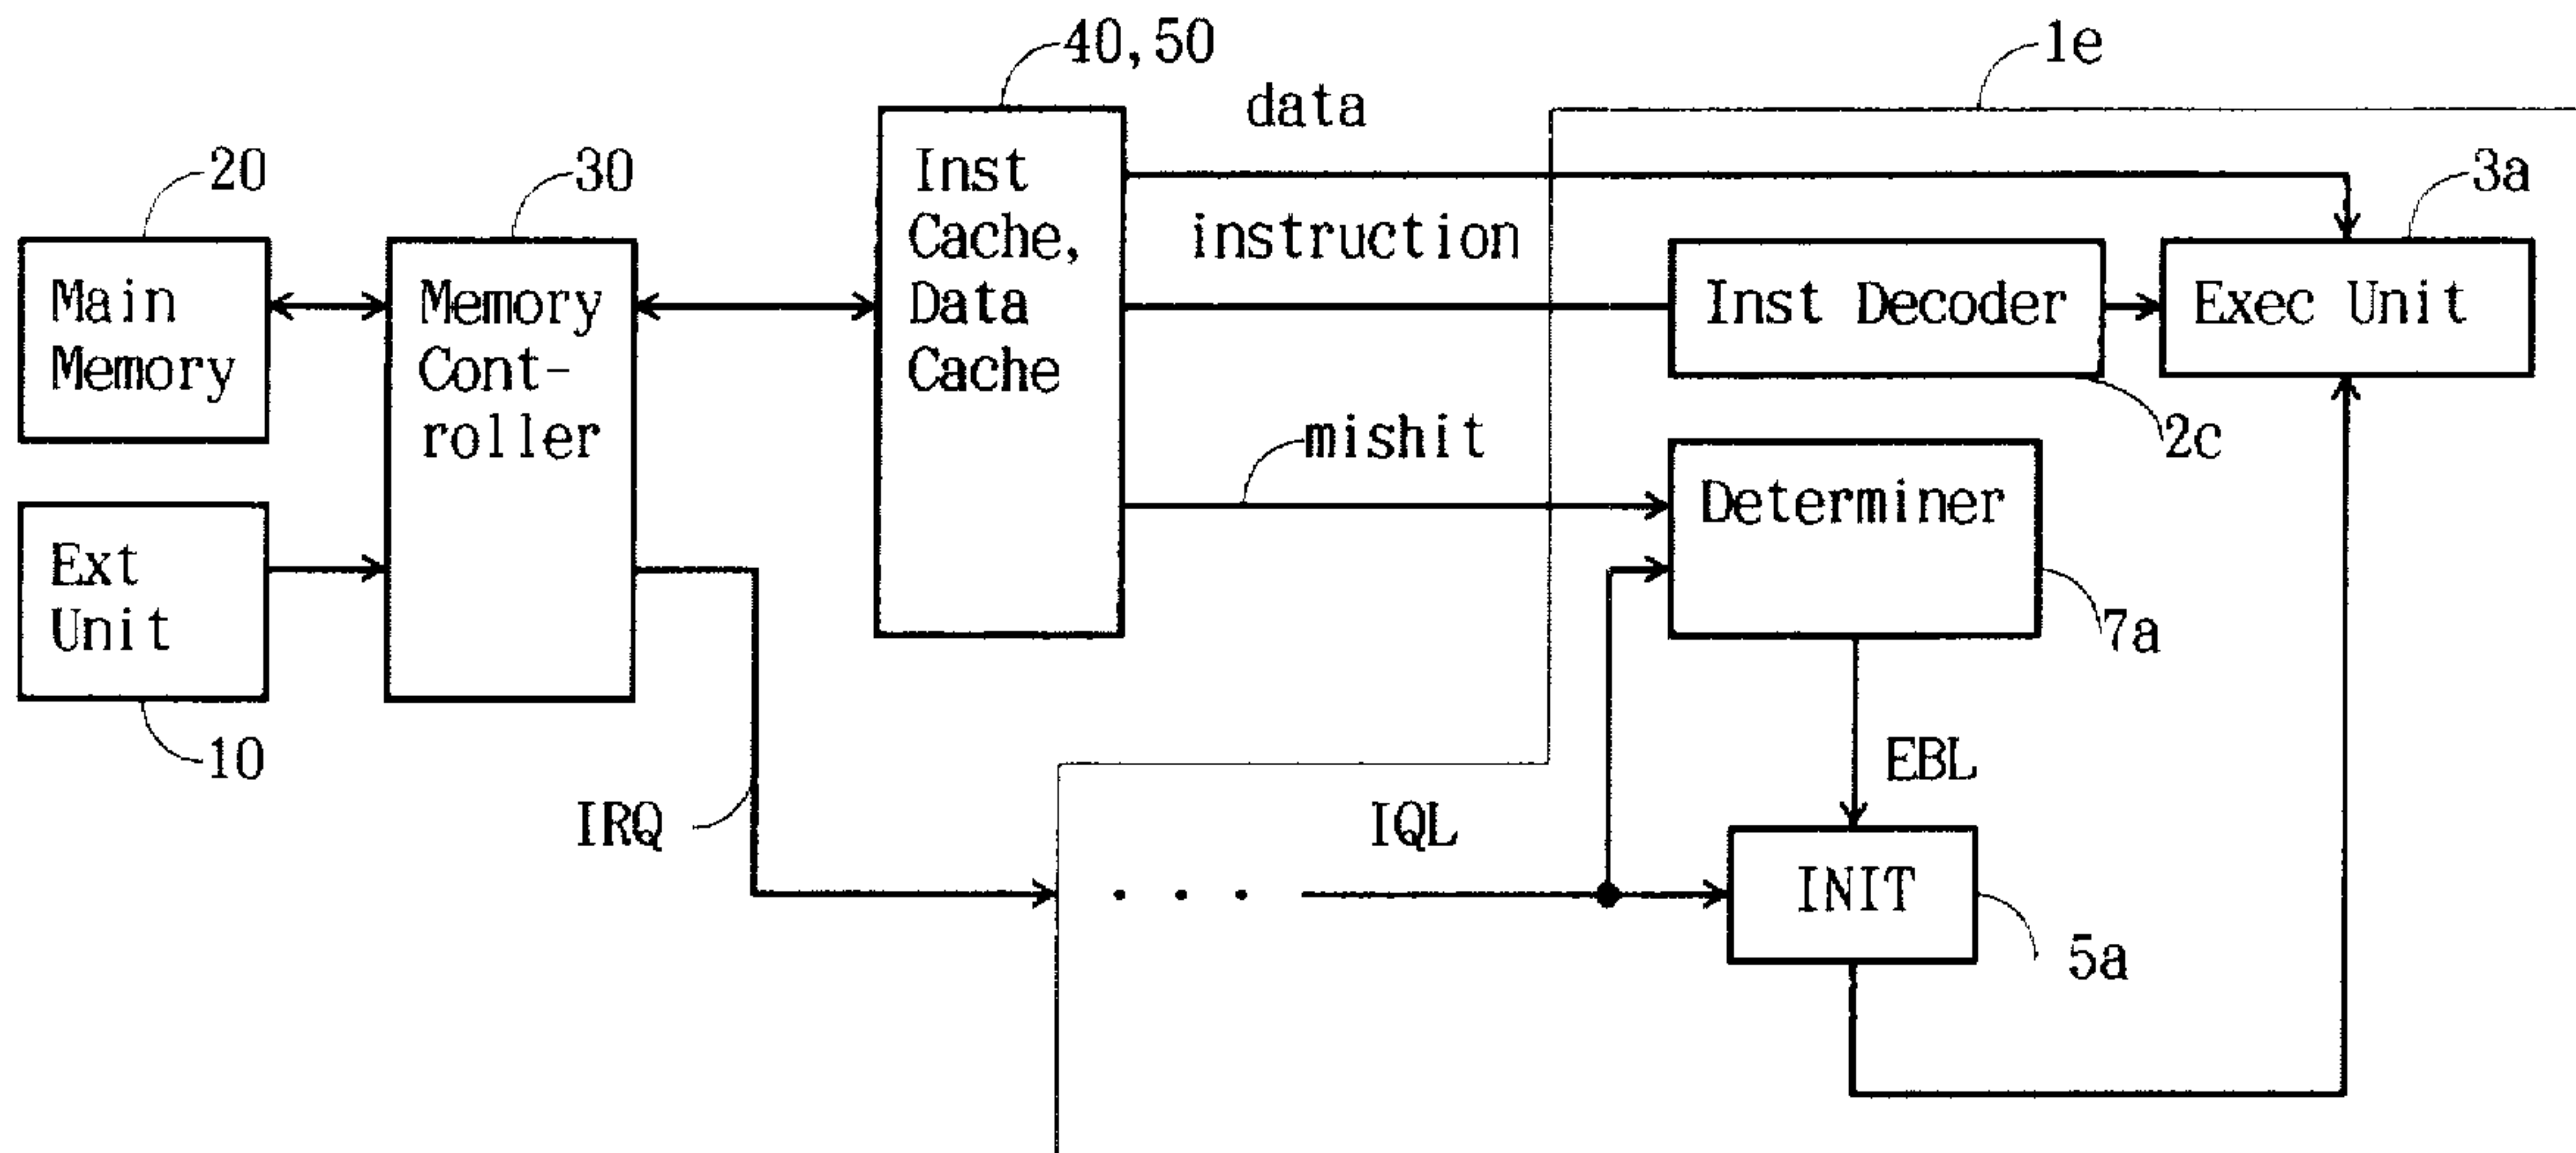 40,50
1e
data
20
30
Inst
Cache,
Data
Cache
3a
instruction
Main
Memory
Memory
Cont-
roller
Inst Decoder
Exec Unit
mishit
2c
Determiner
Ext
Unit
7a
10
EBL
IRQ
IQL
. . .
INIT
5a